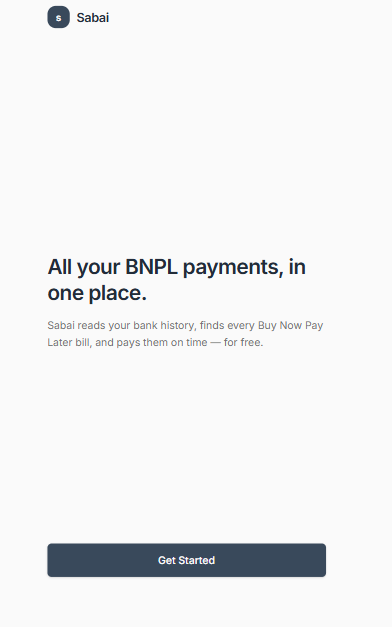 s
Sabai
All your BNPL payments, in
one place.
Sabai reads your bank history, finds every Buy Now Pay
Later bill, and pays them on time — for free.
Get Started